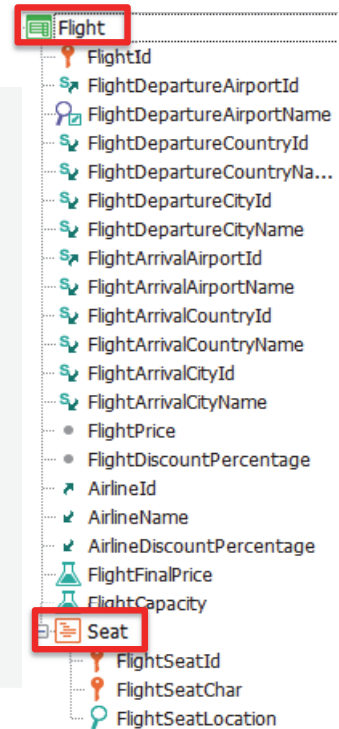 Flight
FlightId
FlightDepartureAirportId
FlightDepartureAirportName
FlightDepartureCountryId
FlightDepartureCountryNa...
FlightDepartureCityId
FlightDepartureCityName
FlightArrivalAirportId
FlightArrivalAirportName
FlightArrivalCountryId
FlightArrivalCountryName
FlightArrivalCityId
FlightArrivalCityName
FlightPrice
FlightDiscountPercentage
AirlineId
AirlineName
AirlineDiscountPercentage
FlightFinalPrice
FlightCapacity
Seat
FlightSeatId
FlightSeatChar
FlightSeatLocation